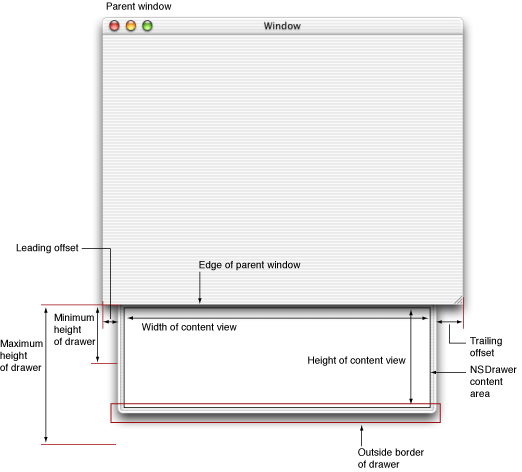 Parent window
Window
Leading offset
Edge of parent window
Minimum
height
of drawer
Width of content view
Maximum
height
of drawer
Height of content view
Trailing
offset
NSDrawer
content
area
Outside border
of drawer